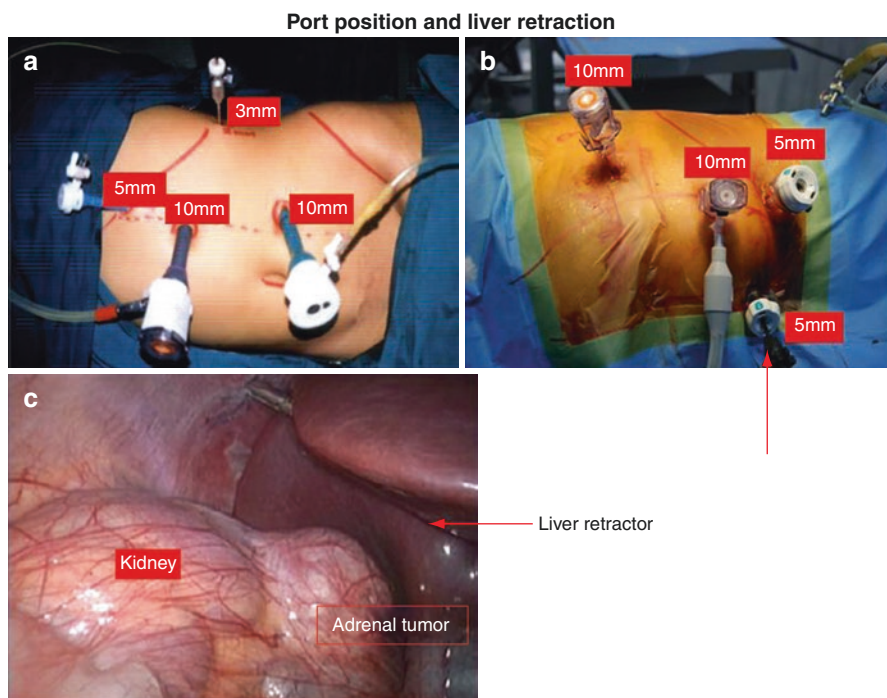 Port position and liver retraction
a
3mm
5mm
10mm
10mm
b
10mm
10mm
5mm
5mm
c
Kidney
Adrenal tumor
Liver retractor